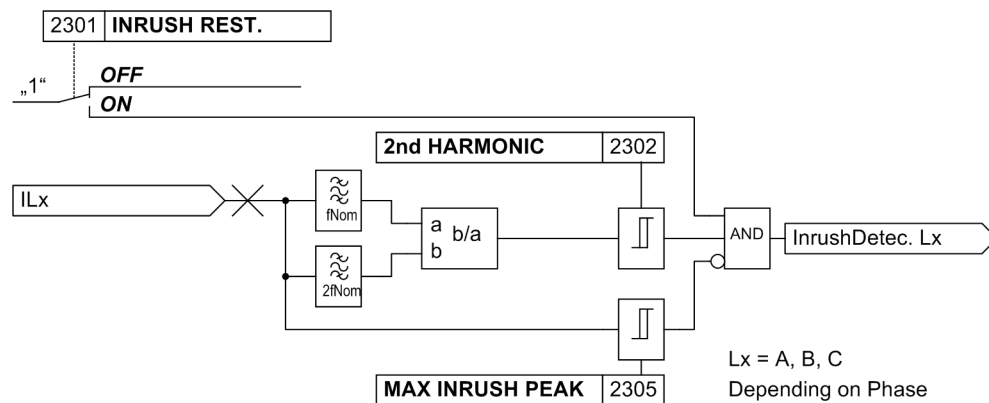 2301 INRUSH REST.
OFF
„1“
ON
2nd HARMONIC 2302
ILx
fNom
a
b
b/a
AND
InrushDetec. Lx
2fNom
Lx = A, B, C
MAX INRUSH PEAK 2305
Depending on Phase